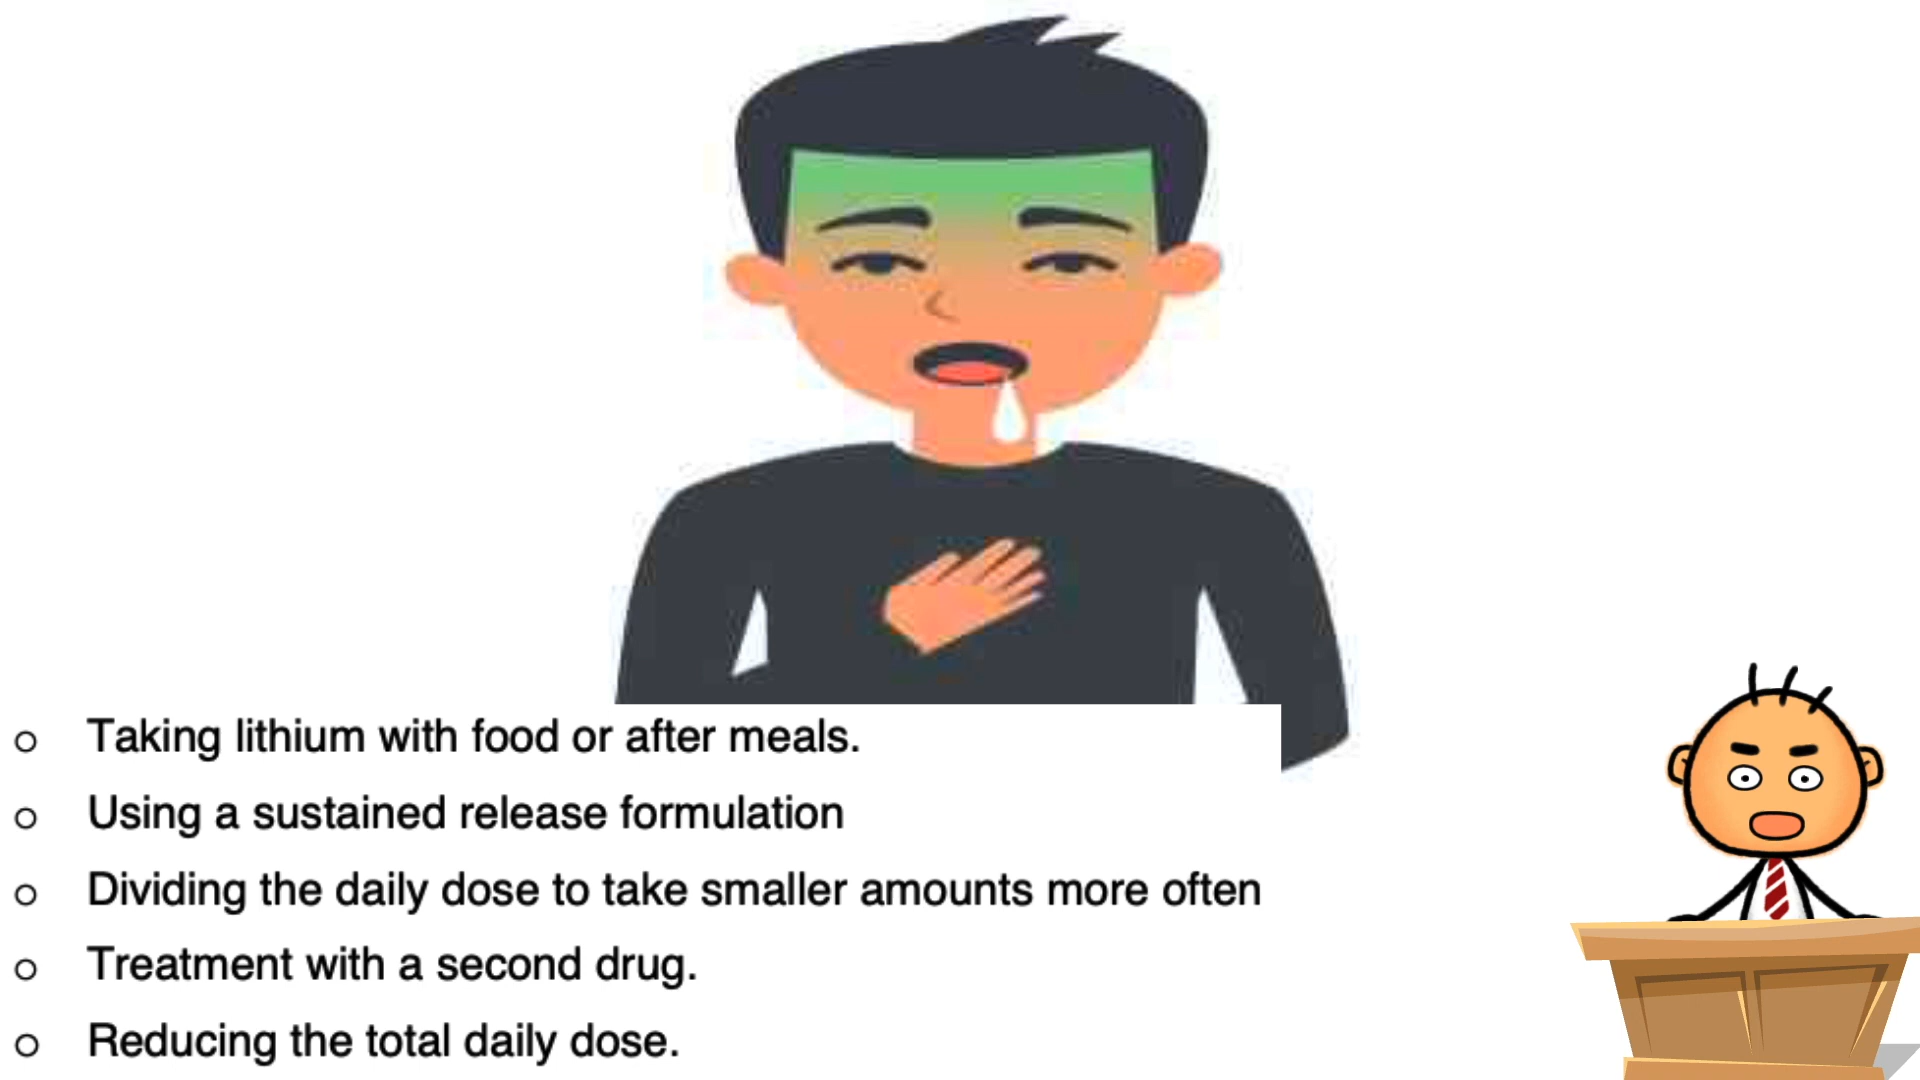 Taking lithium with food or after meals.
Using a sustained release formulation
Dividing the daily dose to take smaller amounts more often
Treatment with a second drug.
Reducing the total daily dose.